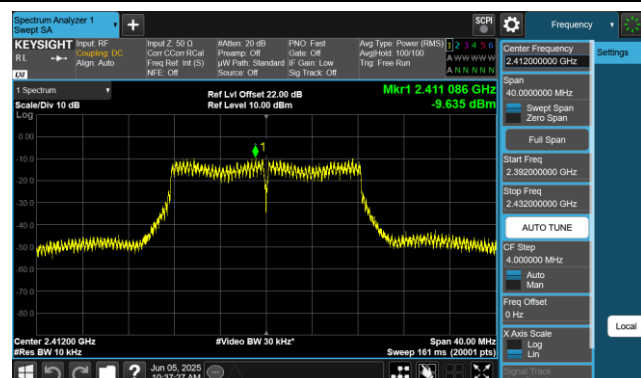 Spectrum Analyzer 1
Swept SA
SCPI
Frequency
KEYSIGHT
RL
LXI
Input: RF
Coupling: DC
Align: Auto
Input Z: 50 Ω
Corr CCorr RCal
Freq Ref: Int (S)
NFE: Off
#Atten: 20 dB
Preamp: Off
µW Path: Standard
Source: Off
PNO: Fast
Gate: Off
IF Gain: Low
Sig Track: Off
Avg Type: Power (RMS)
Avg|Hold: 100/100
Trig: Free Run
1 2 3 4 5 6
A W W W W W
A N N N N N
Center Frequency
2.412000000 GHz
Settings
Span
40.0000000 MHz
Swept Span
Zero Span
Full Span
Start Freq
2.392000000 GHz
Stop Freq
2.432000000 GHz
AUTO TUNE
CF Step
4.000000 MHz
Auto
Man
Freq Offset
0 Hz
X Axis Scale
Log
Lin
Signal Track
Local
1 Spectrum
Scale/Div 10 dB
Log
Ref Lvl Offset 22.00 dB
Ref Level 10.00 dBm
Mkr1 2.411 086 GHz
-9.635 dBm
1
0.00
-10.0
-20.0
-30.0
-40.0
-50.0
-60.0
-70.0
-80.0
Center 2.41200 GHz
#Res BW 10 kHz
#Video BW 30 kHz*
Span 40.00 MHz
Sweep 161 ms (20001 pts)
Jun 05, 2025
10:37:27 AM